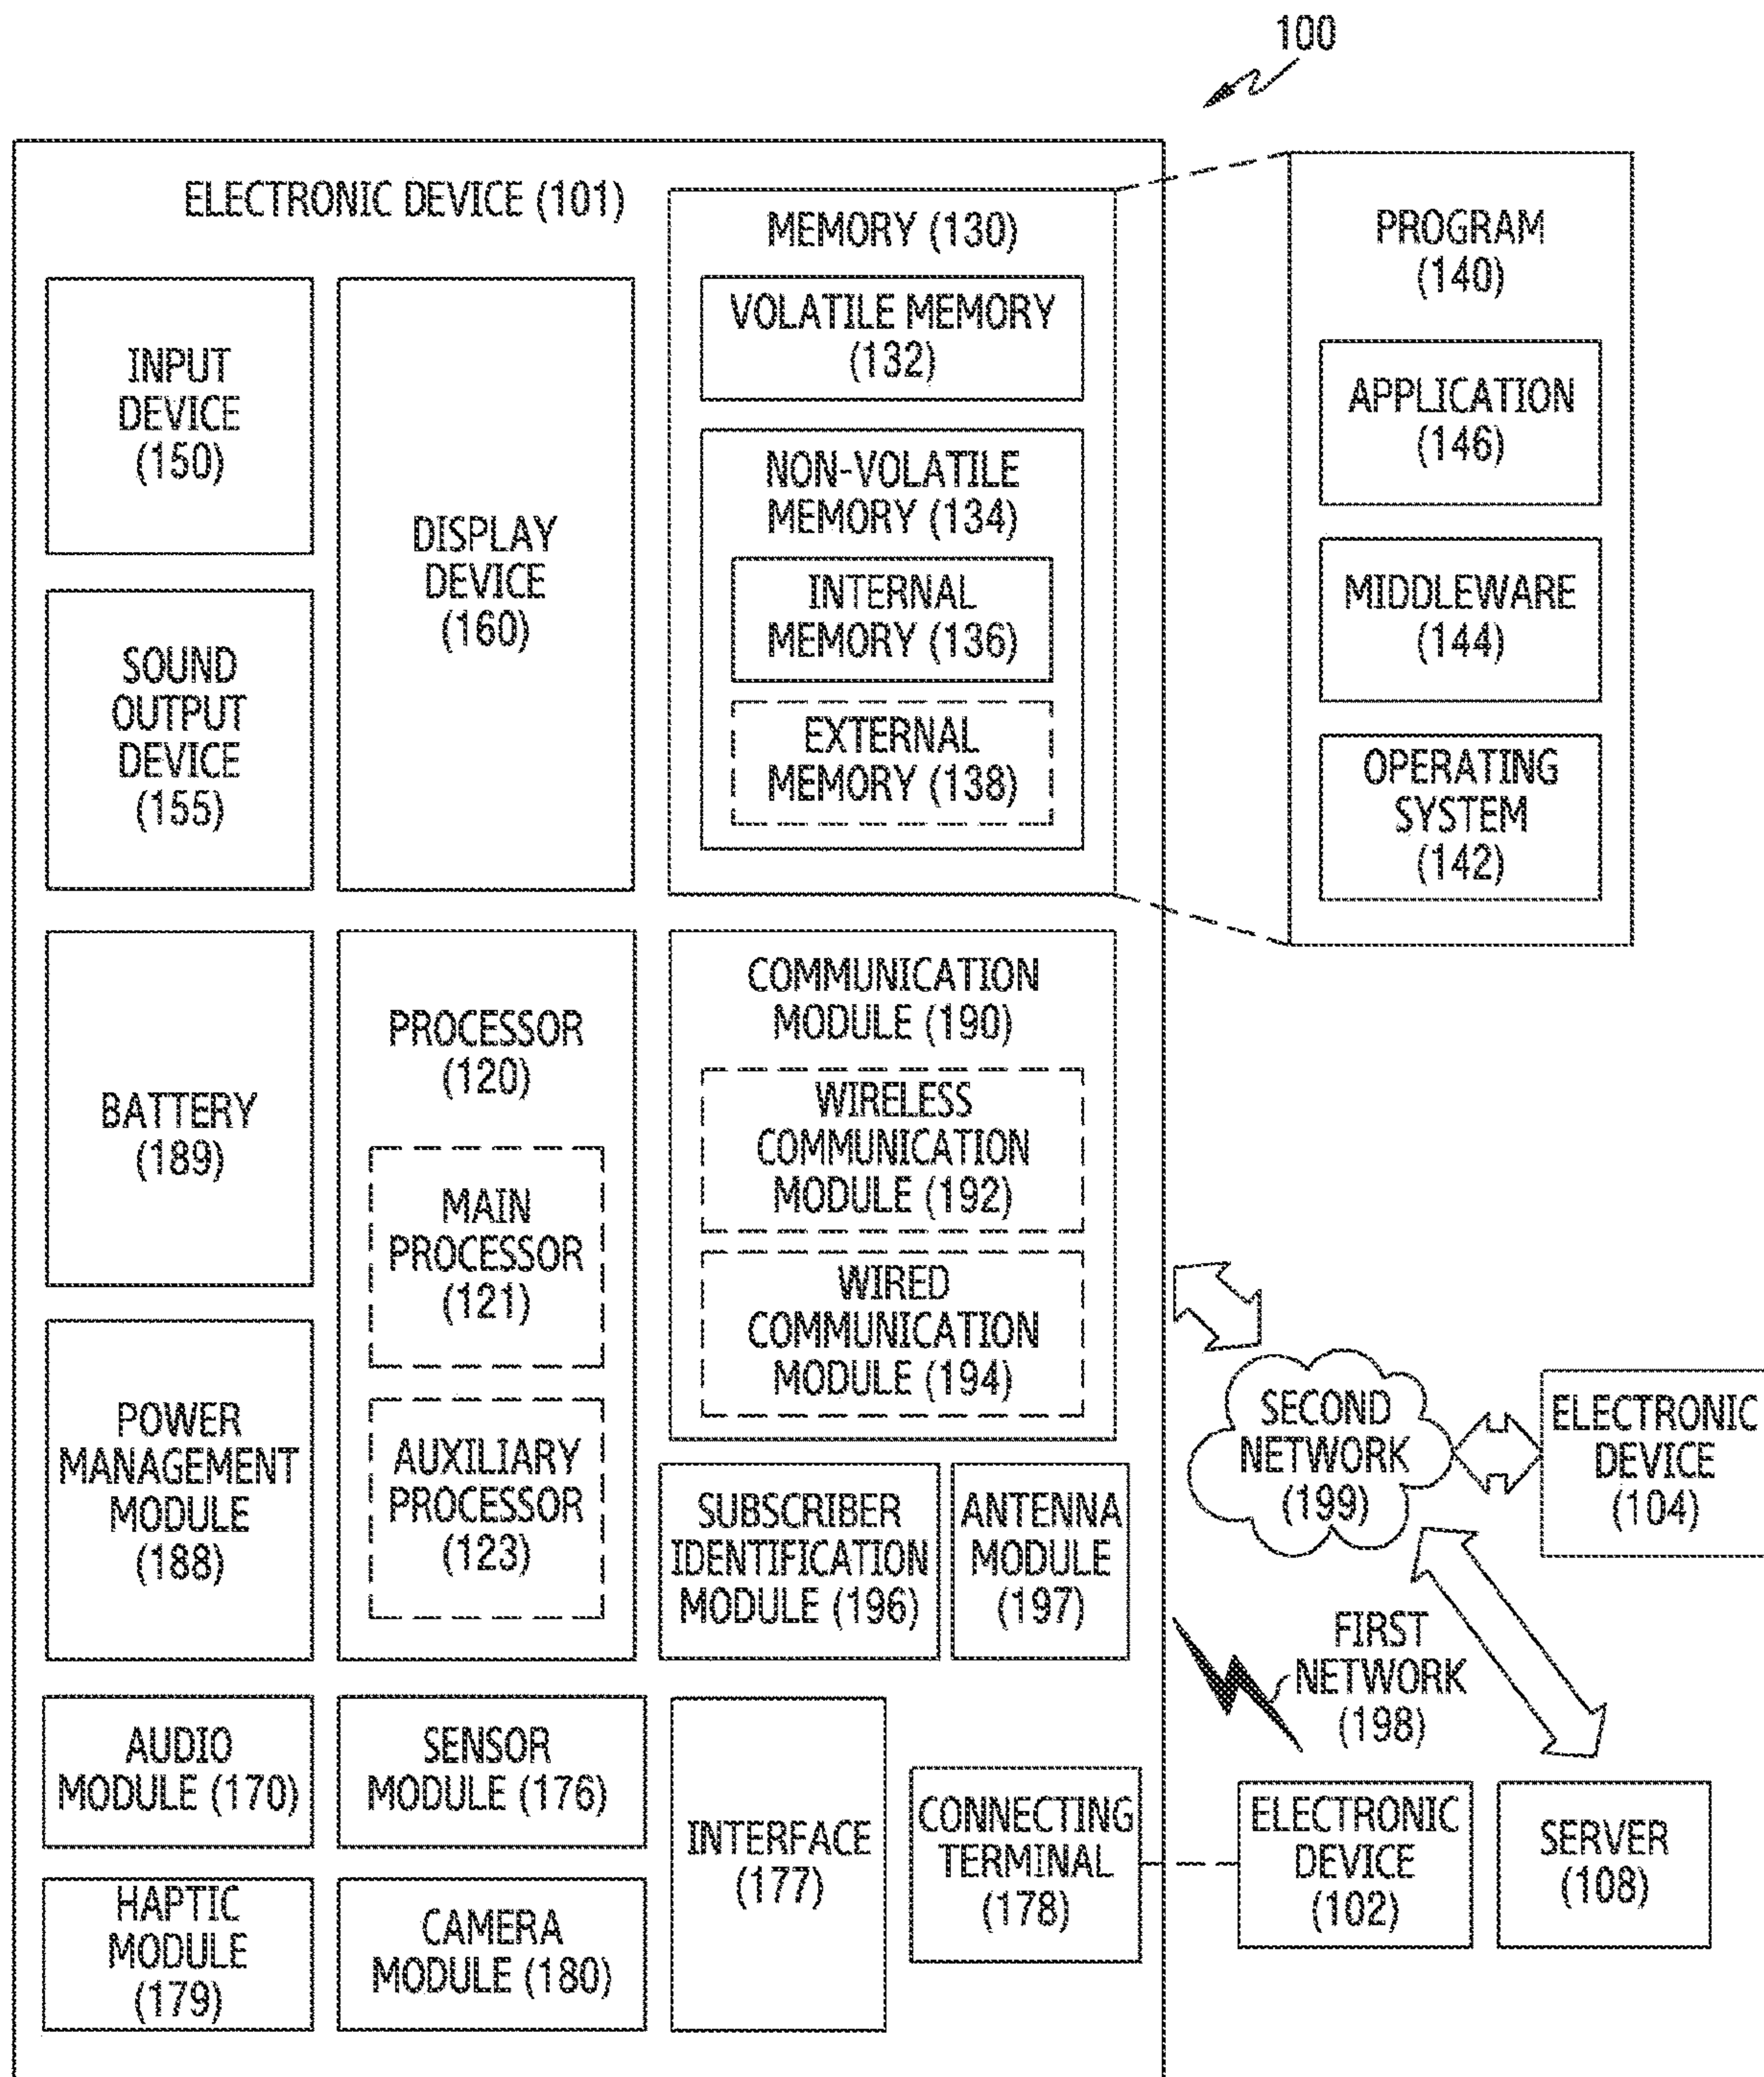 100
ELECTRONIC DEVICE (101)
INPUT
DEVICE
(150)
SOUND
OUTPUT
DEVICE
(155)
DISPLAY
DEVICE
(160)
MEMORY (130)
VOLATILE MEMORY
(132)
NON-VOLATILE
MEMORY (134)
INTERNAL
MEMORY (136)
EXTERNAL
MEMORY (138)
PROGRAM
(140)
APPLICATION
(146)
MIDDLEWARE
(144)
OPERATING
SYSTEM
(142)
BATTERY
(189)
POWER
MANAGEMENT
MODULE
(188)
PROCESSOR
(120)
MAIN
PROCESSOR
(121)
AUXILIARY
PROCESSOR
(123)
COMMUNICATION
MODULE (190)
WIRELESS
COMMUNICATION
MODULE (192)
WIRED
COMMUNICATION
MODULE (194)
SUBSCRIBER
IDENTIFICATION
MODULE (196)
ANTENNA
MODULE
(197)
SECOND
NETWORK
(199)
ELECTRONIC
DEVICE
(104)
FIRST
NETWORK
(198)
AUDIO
MODULE (170)
SENSOR
MODULE (176)
HAPTIC
MODULE
(179)
CAMERA
MODULE (180)
INTERFACE
(177)
CONNECTING
TERMINAL
(178)
ELECTRONIC
DEVICE
(102)
SERVER
(108)